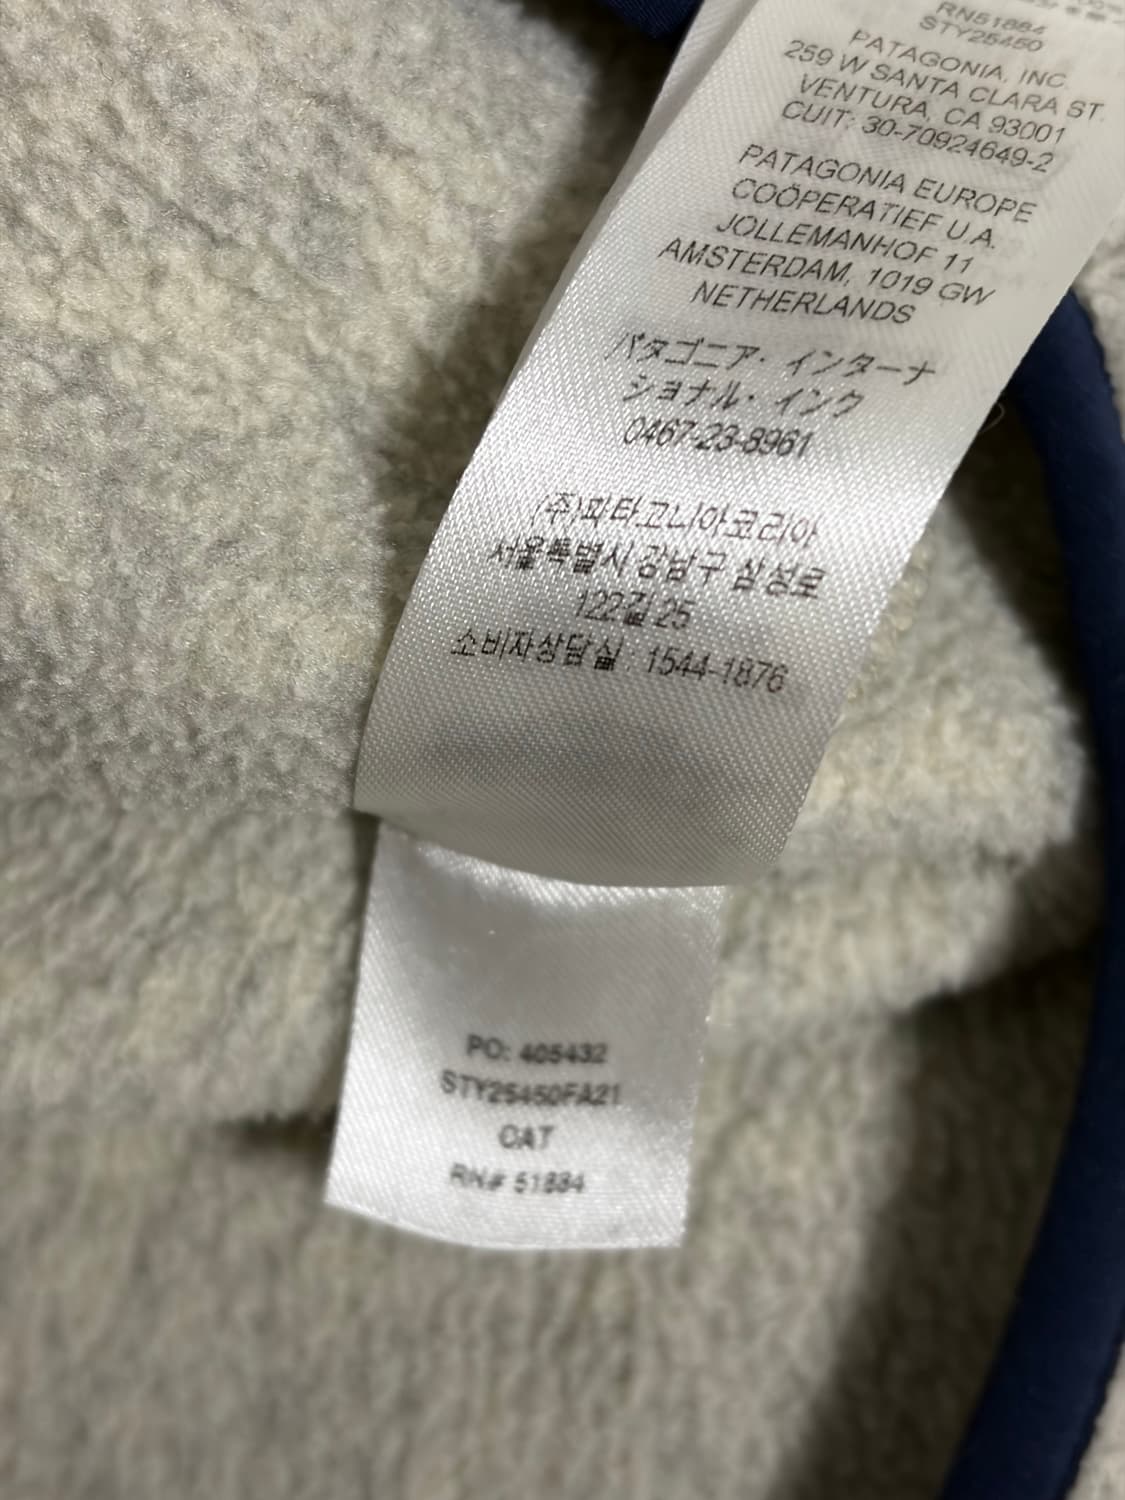 RN51884
STY25450
PATAGONIA, INC.
259 W SANTA CLARA ST.
VENTURA, CA 93001
CUIT: 30-70924649-2
PATAGONIA EUROPE
COÖPERATIEF U.A.
JOLLEMANHOF 11
AMSTERDAM, 1019 GW
NETHERLANDS
パタゴニア・インターナ
ショナル・インク
0467-23-8961
(주)파타고니아코리아
서울특별시 강남구 삼성로
122길 25
소비자상담실 : 1544-1876
PO: 405432
STY25450FA21
OAT
RN# 51884